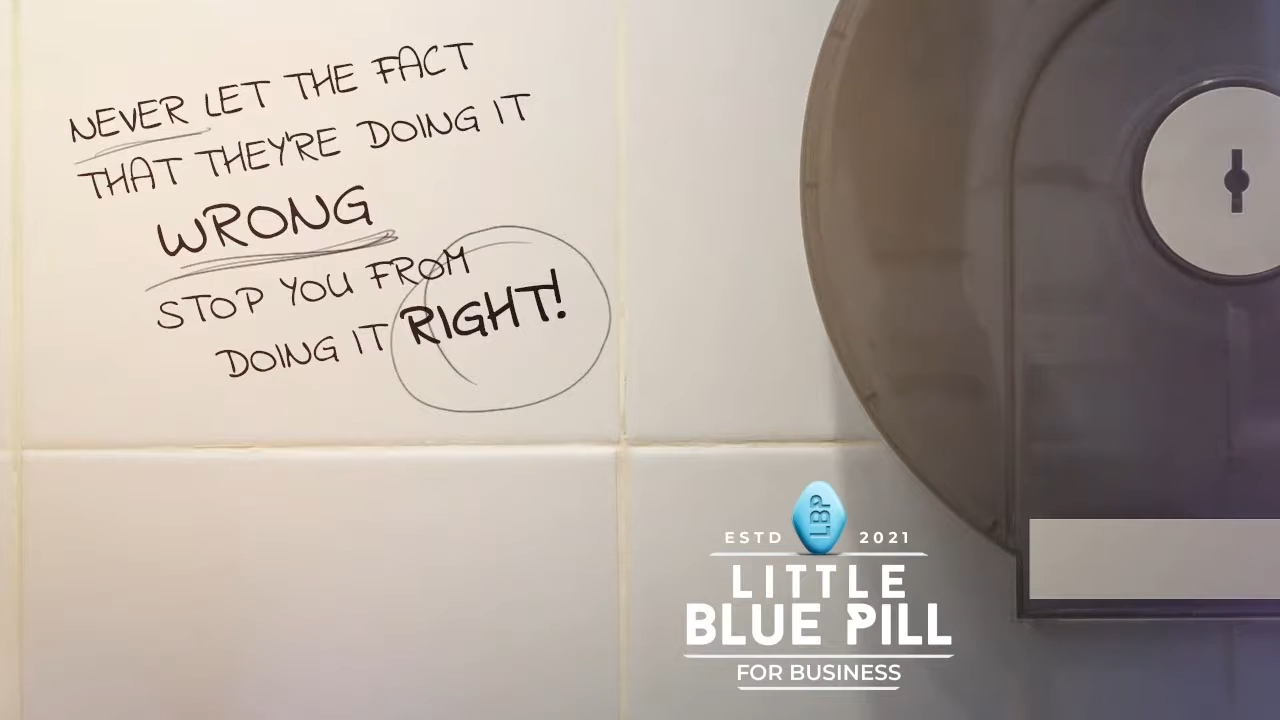 NEVER LET THE FACT
THAT THEY'RE DOING IT
WRONG
STOP YOU FROM
DOING IT RIGHT!
LBP
ESTD 2021
LITTLE
BLUE PILL
FOR BUSINESS